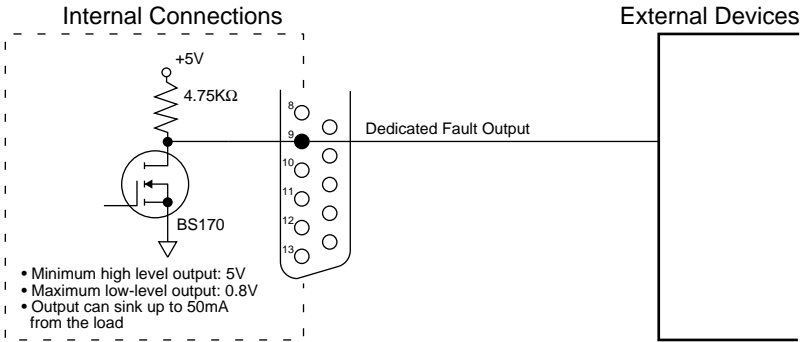 Internal Connections
External Devices
+5V
4.75KΩ
8
9
Dedicated Fault Output
10
11
12
13
BS170
• Minimum high level output: 5V
• Maximum low-level output: 0.8V
• Output can sink up to 50mA
from the load